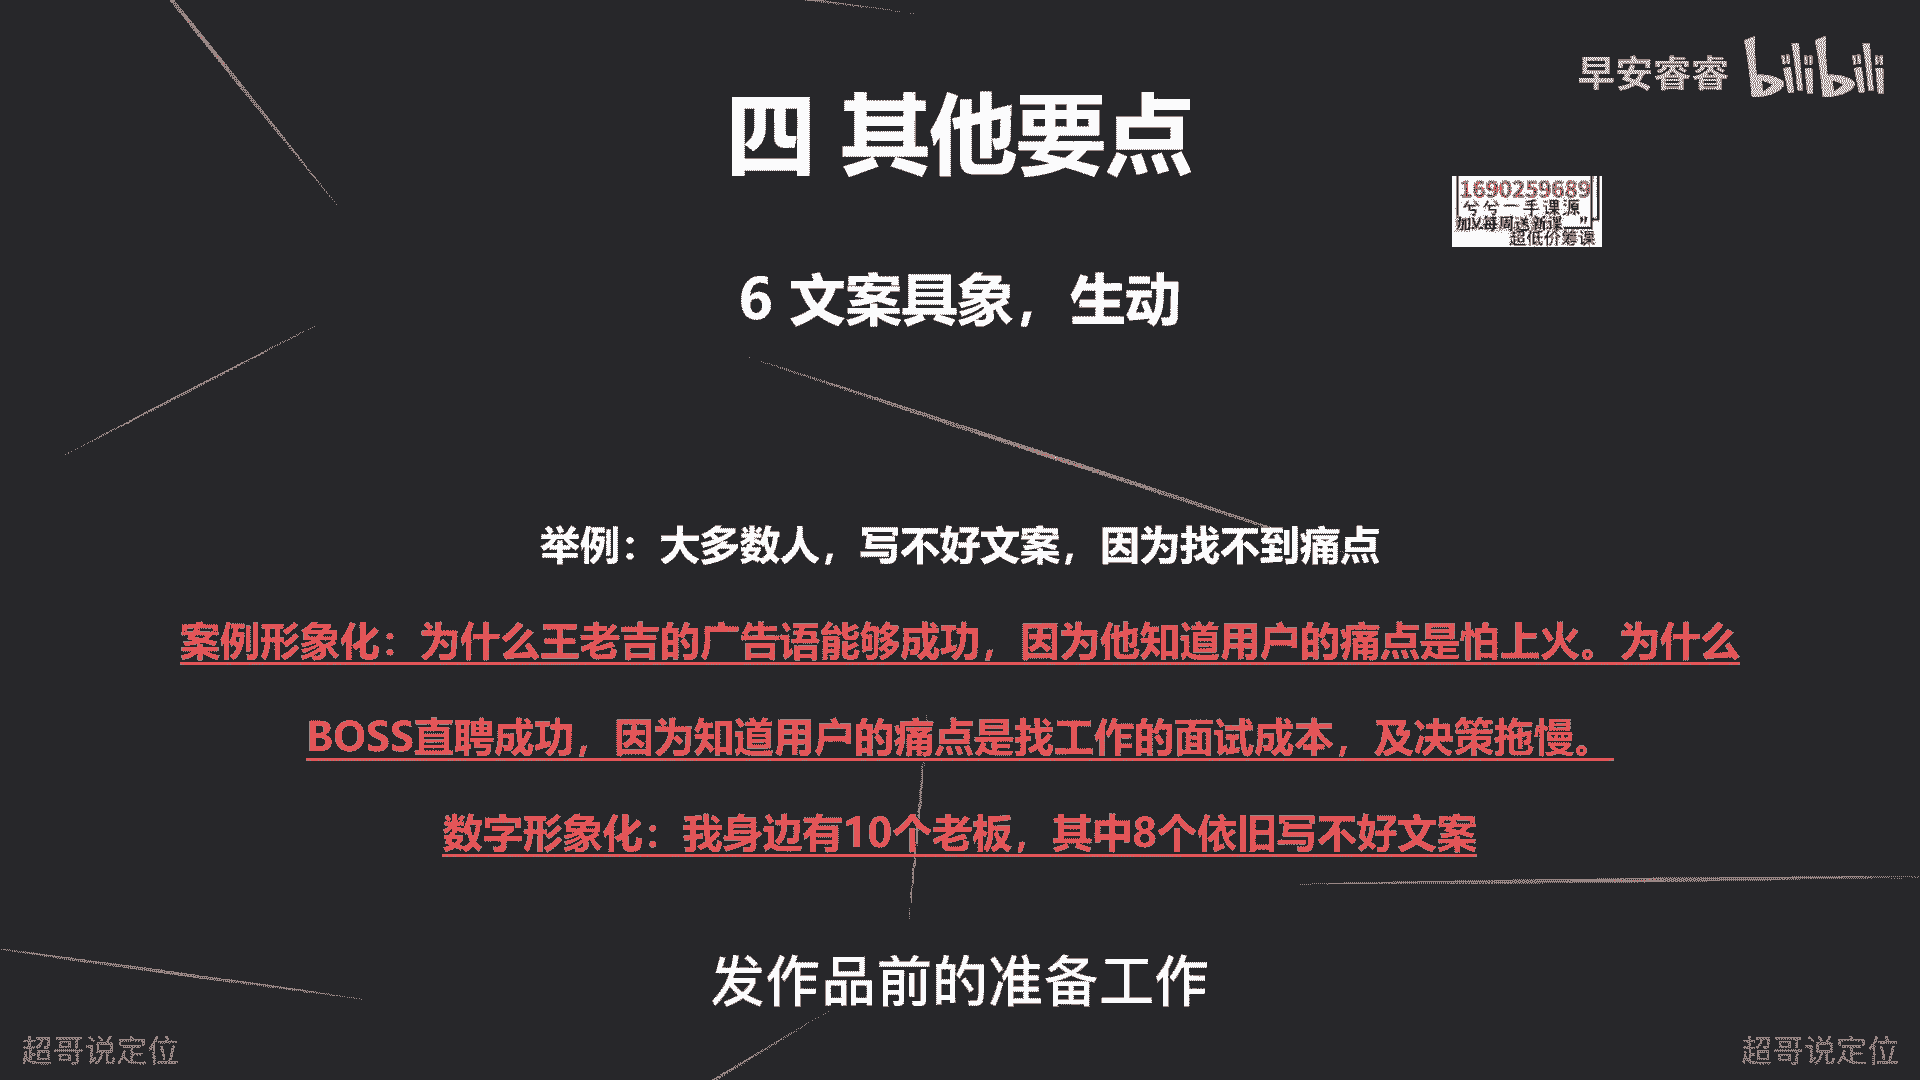 早安睿睿 bilibili
四 其他要点
1690259689
兮兮一手课源
加V每周送新课
超低价筹课
6 文案具象，生动
举例：大多数人，写不好文案，因为找不到痛点
案例形象化：为什么王老吉的广告语能够成功，因为他知道用户的痛点是怕上火。为什么
BOSS直聘成功，因为知道用户的痛点是找工作的面试成本，及决策拖慢。
数字形象化：我身边有10个老板，其中8个依旧写不好文案
发作品前的准备工作
超哥说定位
超哥说定位